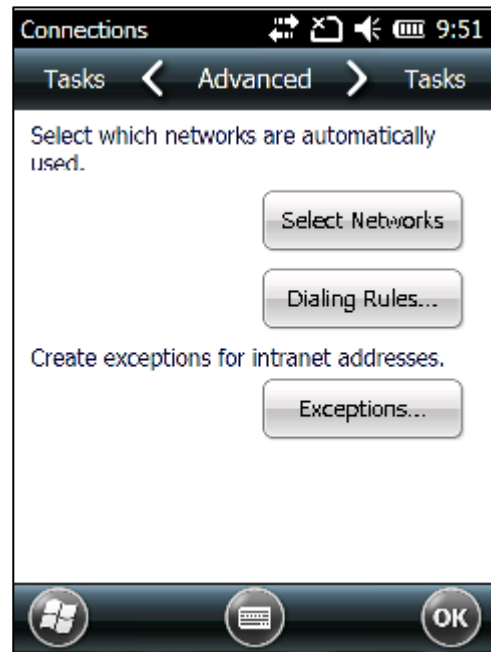 Connections 9:51
Tasks Advanced Tasks
Select which networks are automatically
used.
Select Networks
Dialing Rules...
Create exceptions for intranet addresses.
Exceptions...
OK